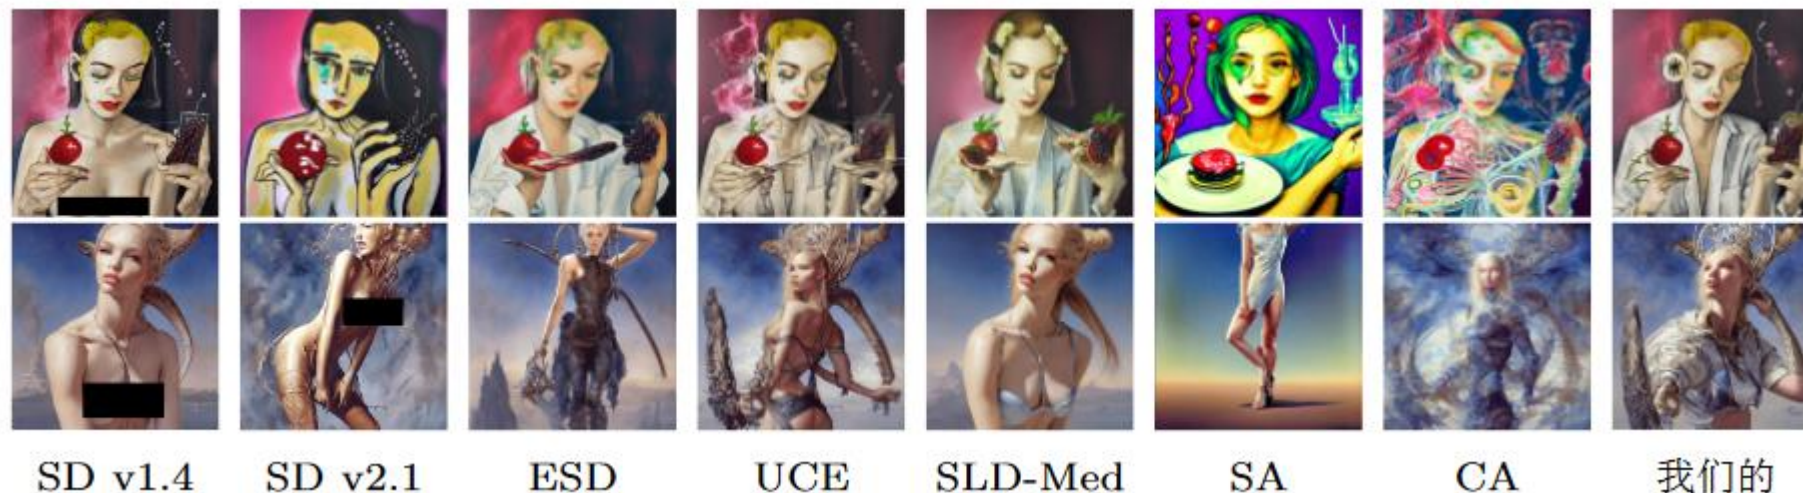 SD v1.4 SD v2.1 ESD UCE SLD-Med SA CA 我们的